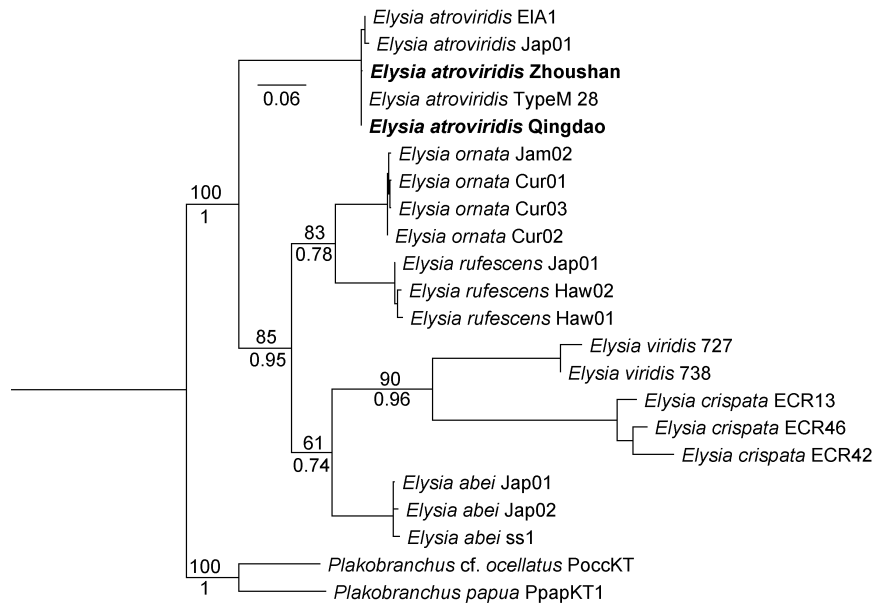 Elysia atroviridis EIA1
Elysia atroviridis Jap01
Elysia atroviridis Zhoushan
0.06
Elysia atroviridis TypeM 28
Elysia atroviridis Qingdao
Elysia ornata Jam02
Elysia ornata Cur01
100
1
Elysia ornata Cur03
83
0.78
Elysia ornata Cur02
Elysia rufescens Jap01
Elysia rufescens Haw02
Elysia rufescens Haw01
85
0.95
Elysia viridis 727
Elysia viridis 738
90
0.96
Elysia crispata ECR13
Elysia crispata ECR46
61
0.74
Elysia crispata ECR42
Elysia abei Jap01
Elysia abei Jap02
Elysia abei ss1
100
1
Plakobranchus cf. ocellatus PoccKT
Plakobranchus papua PpapKT1